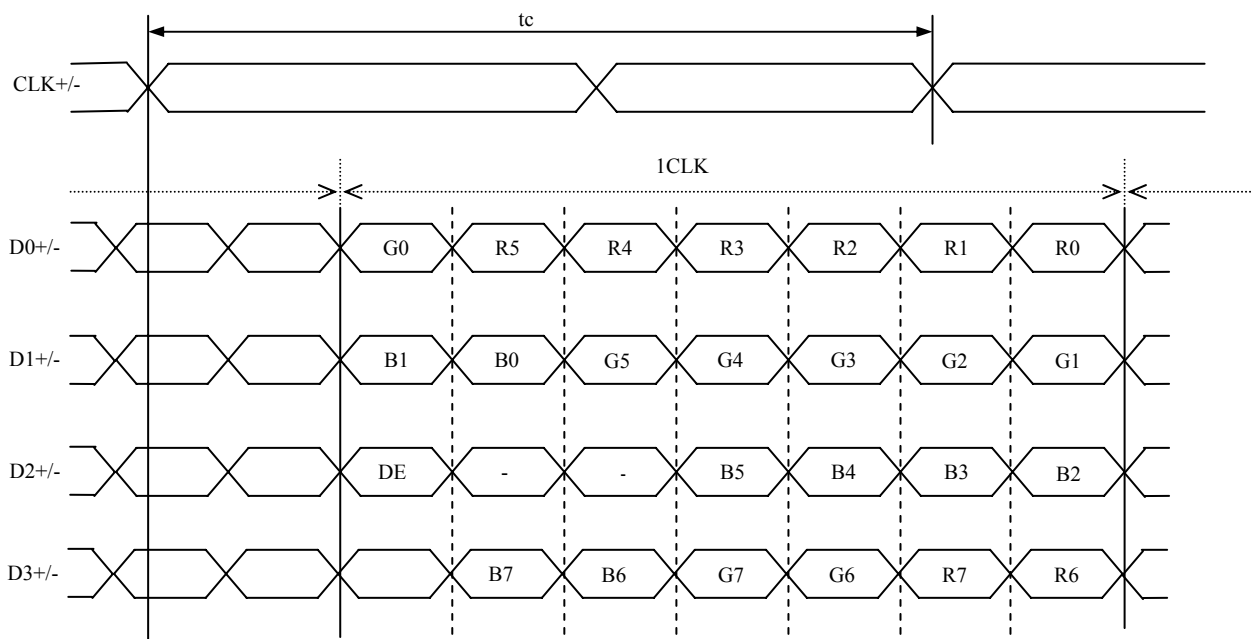 tc
CLK+/-
1CLK
D0+/- G0 R5 R4 R3 R2 R1 R0
D1+/- B1 B0 G5 G4 G3 G2 G1
D2+/- DE - - B5 B4 B3 B2
D3+/- B7 B6 G7 G6 R7 R6